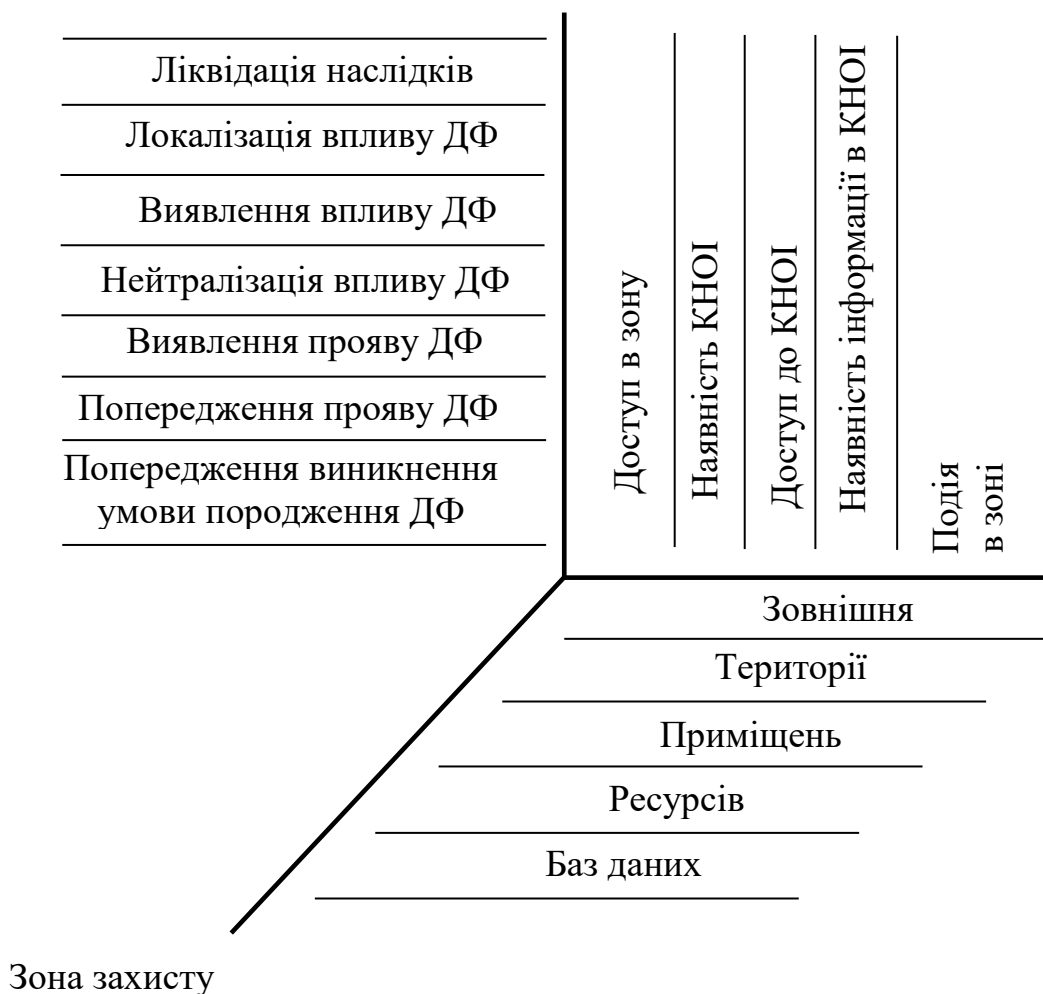 Ліквідація наслідків
Локалізація впливу ДФ
Виявлення впливу ДФ
Нейтралізація впливу ДФ
Виявлення прояву ДФ
Попередження прояву ДФ
Попередження виникнення
умови породження ДФ
Доступ в зону
Наявність КНОІ
Доступ до КНОІ
Наявність інформації в КНОІ
Подія
в зоні
Зовнішня
Території
Приміщень
Ресурсів
Баз даних
Зона захисту